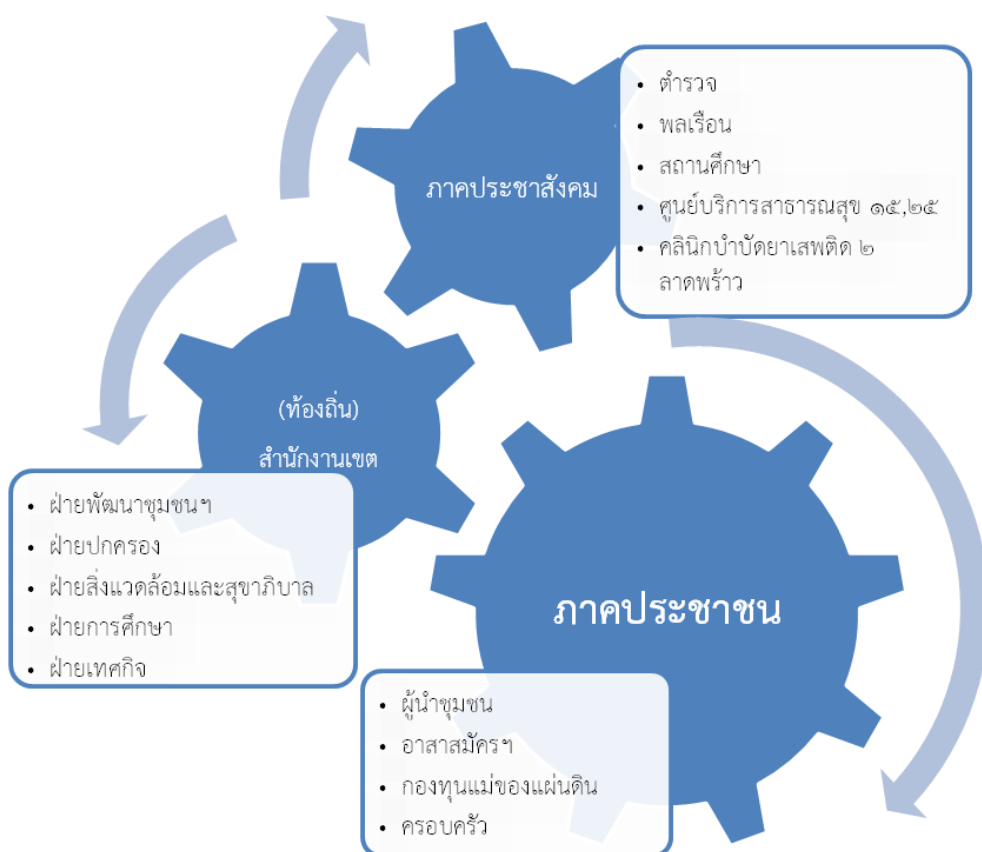 ภาคประชาสังคม
• ตำรวจ
• พลเรือน
• สถานศึกษา
• ศูนย์บริการสาธารณสุข ๑๕,๒๕
• คลินิกบำบัดยาเสพติด ๒
ลาดพร้าว
(ท้องถิ่น)
สำนักงานเขต
• ฝ่ายพัฒนาชุมชนฯ
• ฝ่ายปกครอง
• ฝ่ายสิ่งแวดล้อมและสุขาภิบาล
• ฝ่ายการศึกษา
• ฝ่ายเทศกิจ
ภาคประชาชน
• ผู้นำชุมชน
• อาสาสมัครฯ
• กองทุนแม่ของแผ่นดิน
• ครอบครัว